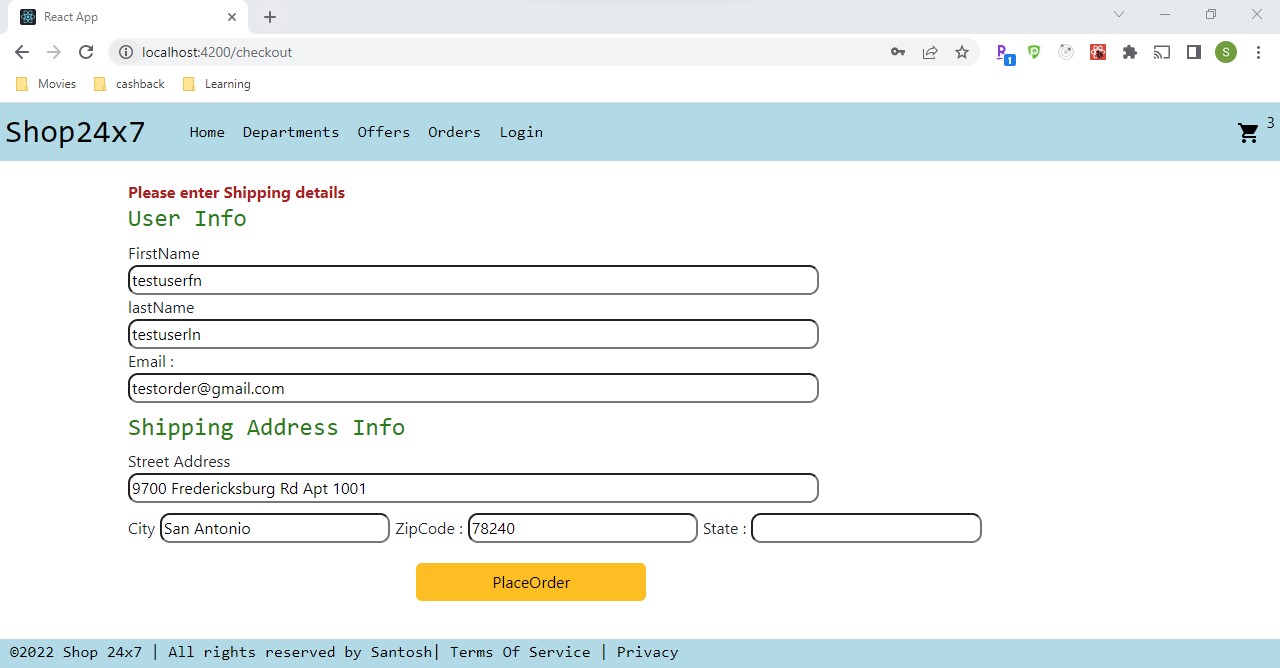 React App
localhost:4200/checkout
1
S
Movies cashback Learning
Shop24x7 Home Departments Offers Orders Login 3
Please enter Shipping details
User Info
FirstName
testuserfn
lastName
testuserln
Email :
testorder@gmail.com
Shipping Address Info
Street Address
9700 Fredericksburg Rd Apt 1001
City San Antonio ZipCode : 78240 State :
PlaceOrder
©2022 Shop 24x7 | All rights reserved by Santosh| Terms Of Service | Privacy